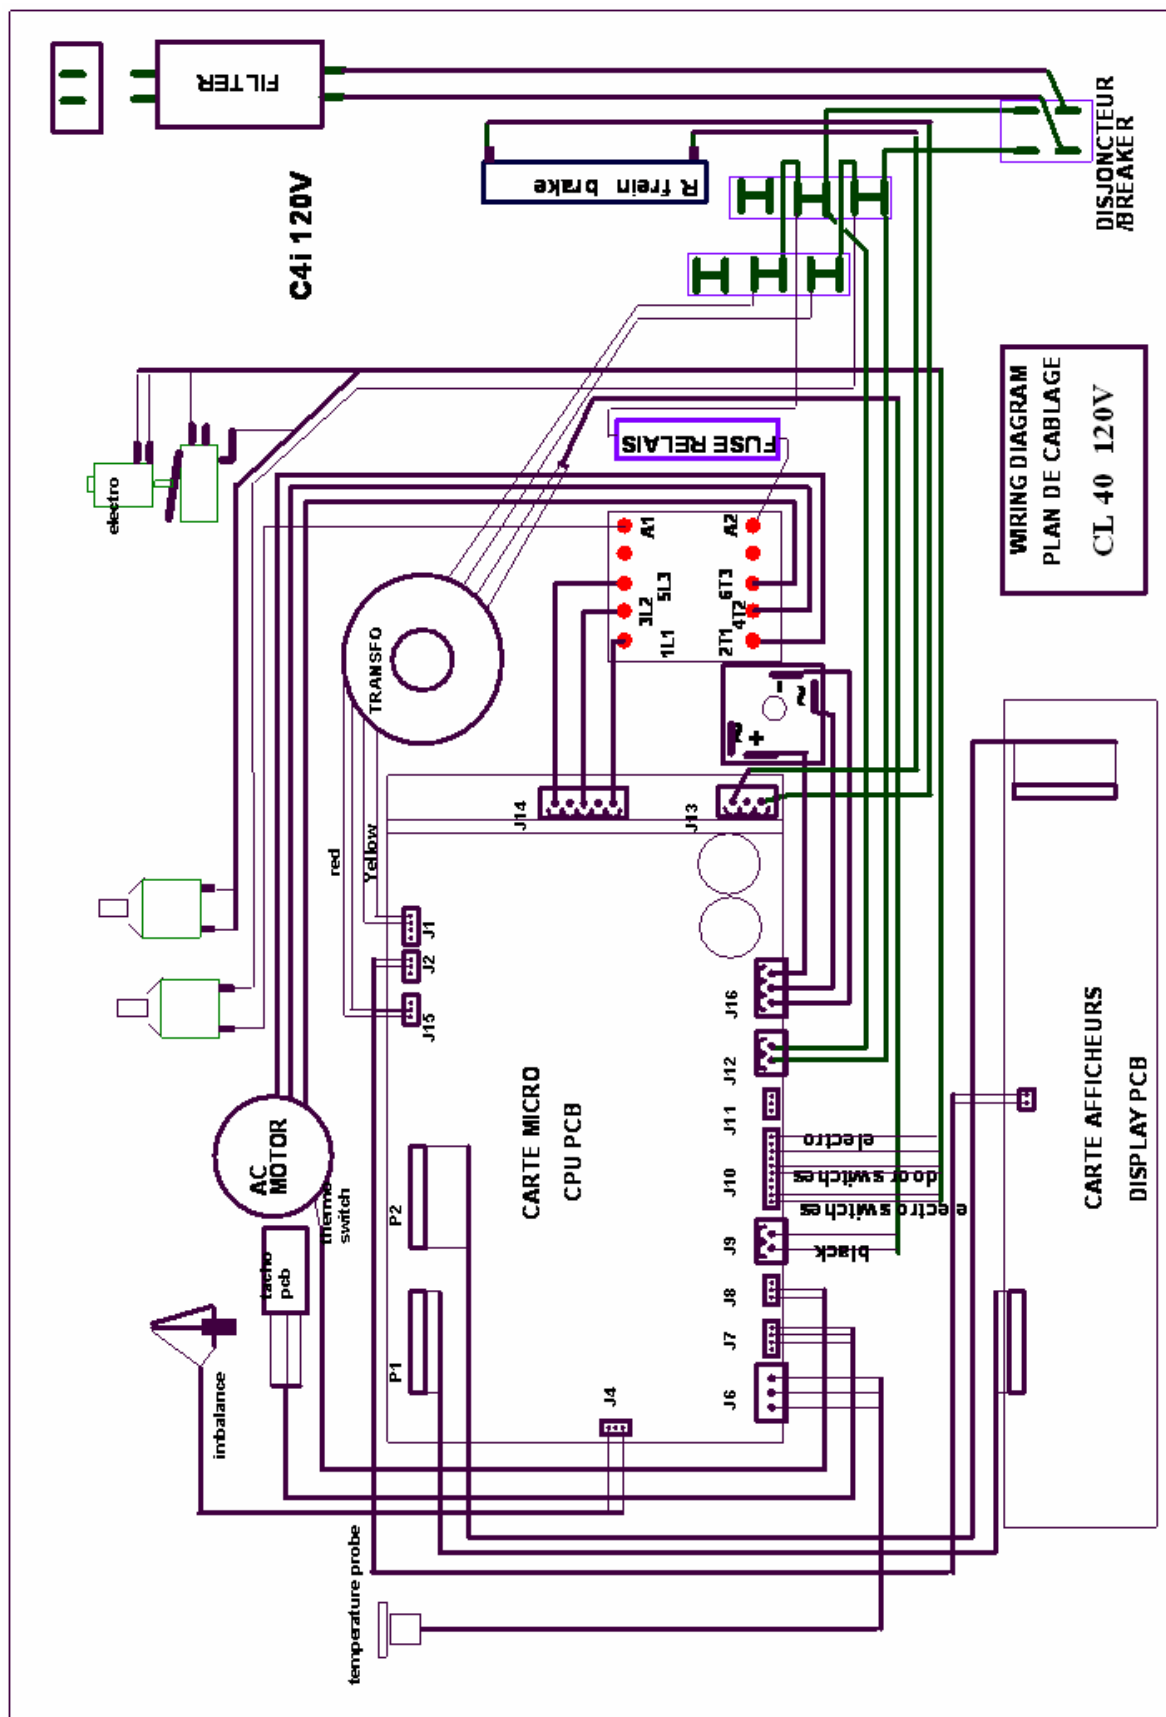 FILTER
C4i 120V
R frein brake
DISJONCTEUR
/BREAKER
electro
FUSE RELAIS
WIRING DIAGRAM
PLAN DE CABLAGE
CL 40 120V
TRANSFO
A1
5L3
3L2
1L1
A2
6T3
4T2
2T1
-
~
~
+
J14
J13
red
Yellow
J1
J2
J15
J16
J12
J11
J10
J9
J8
J7
J6
J4
electro
door switches
electro switches
black
AC
MOTOR
thermo
switch
tacho
pcb
imbalance
P2
P1
CARTE MICRO
CPU PCB
temperature probe
CARTE AFFICHEURS
DISPLAY PCB